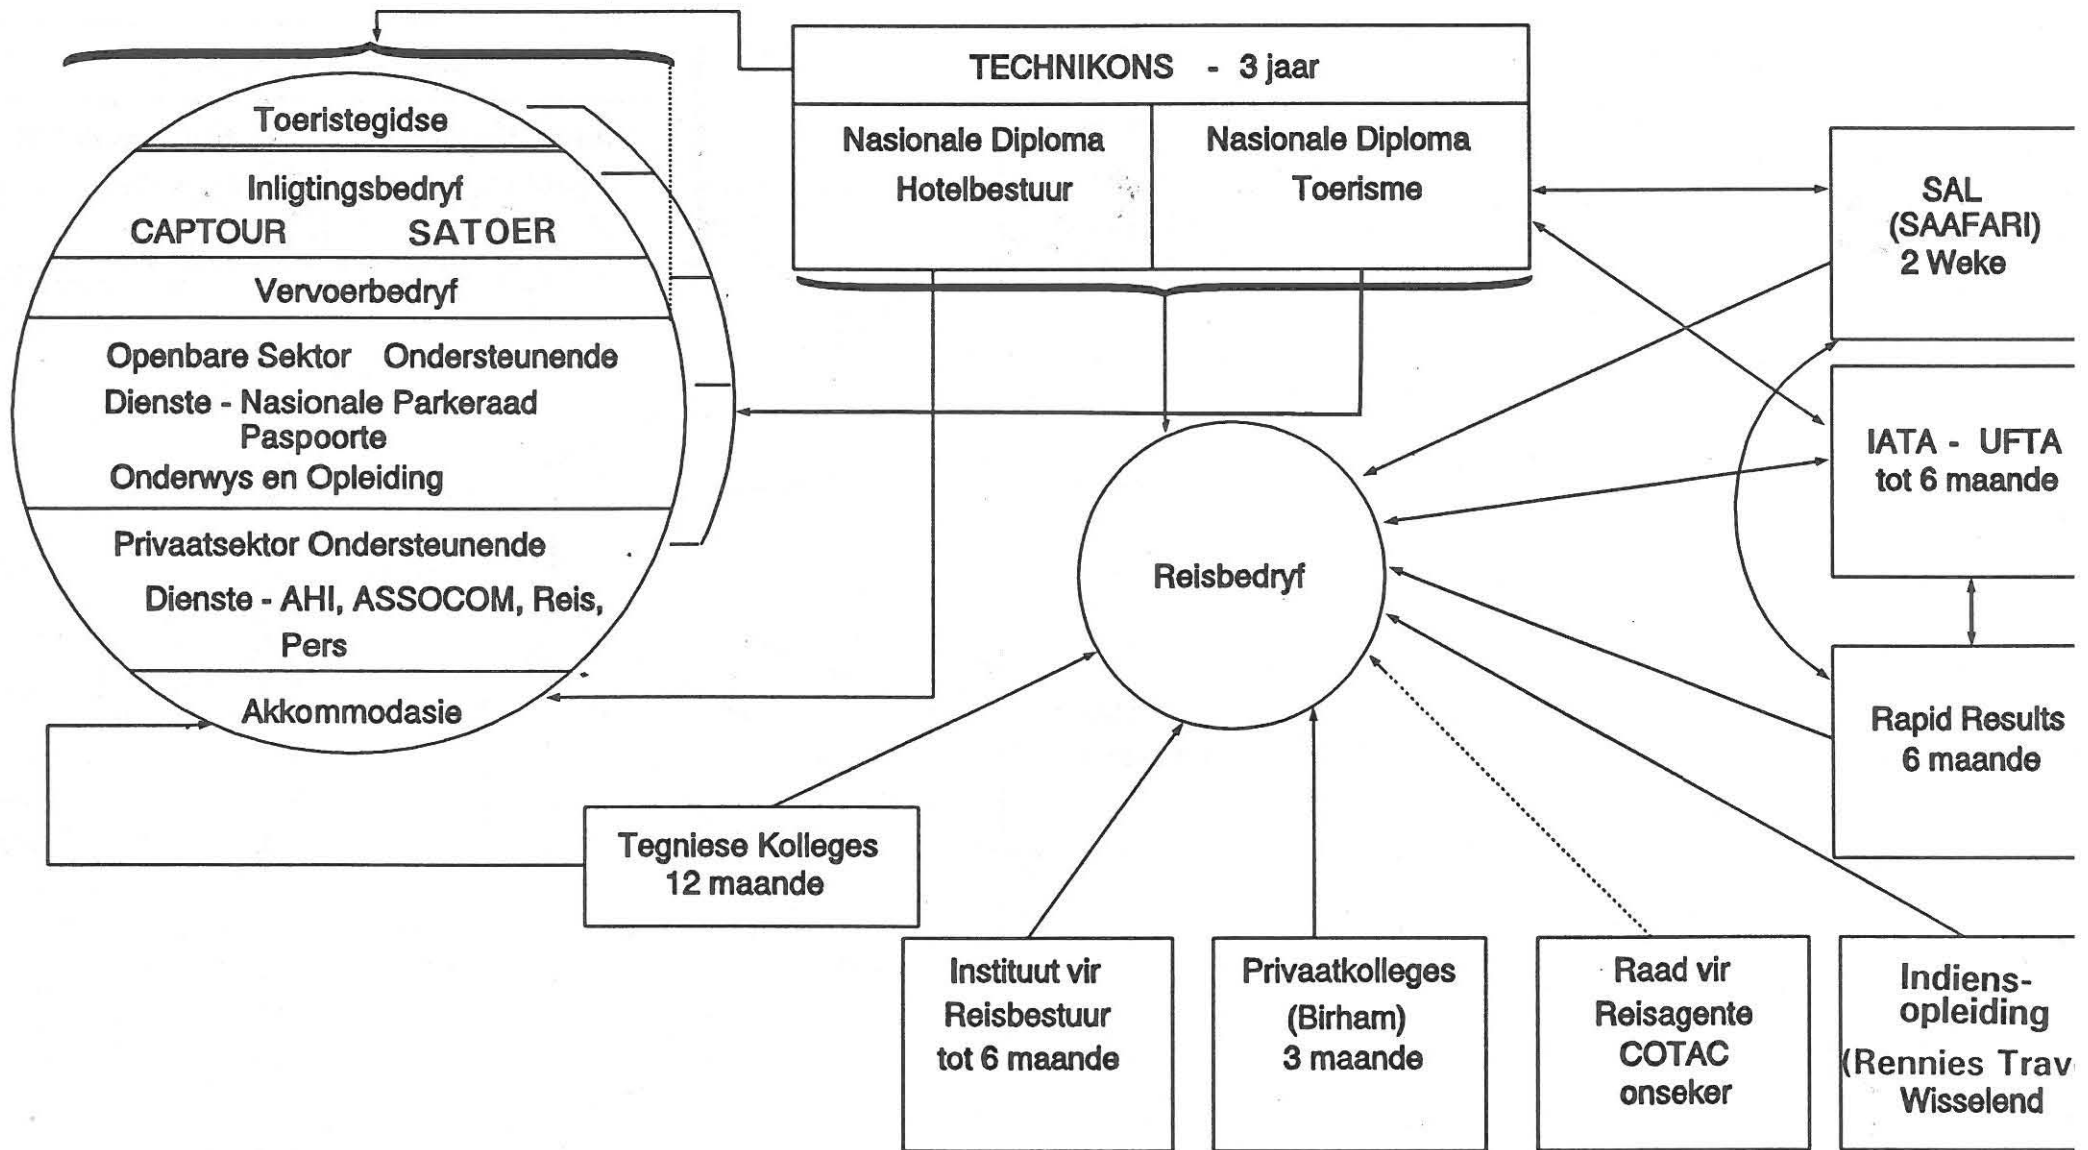 TECHNIKONS - 3 jaar
Nasionale Diploma
Hotelbestuur
Nasionale Diploma
Toerisme
Toeristegidse
Inligtingsbedryf
CAPTOUR SATOER
Vervoerbedryf
Openbare Sektor Ondersteunende
Dienste - Nasionale Parkeraad
Paspoorte
Onderwys en Opleiding
Privaatsektor Ondersteunende
Dienste - AHI, ASSOCOM, Reis,
Pers
Akkommodasie
SAL
(SAAFARI)
2 Weke
IATA - UFTA
tot 6 maande
Reisbedryf
Rapid Results
6 maande
Tegniese Kolleges
12 maande
Instituut vir
Reisbestuur
tot 6 maande
Privaatkolleges
(Birham)
3 maande
Raad vir
Reisagente
COTAC
onseker
Indiens-
opleiding
(Rennies Trav
Wisselend